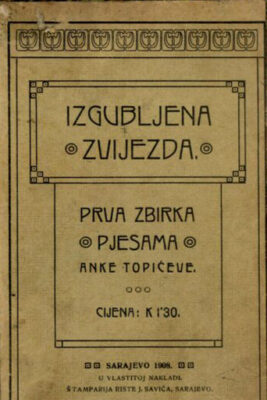 IZGUBLJENA
ZVIJEZDA.
PRVA ZBIRKA
PJESAMA
ANKE TOPIĆEVE.
CIJENA: K 1'30.
SARAJEVO 1908.
U VLASTITOJ NAKLADI.
ŠTAMPARIJA RISTE J. SAVIĆA, SARAJEVO.